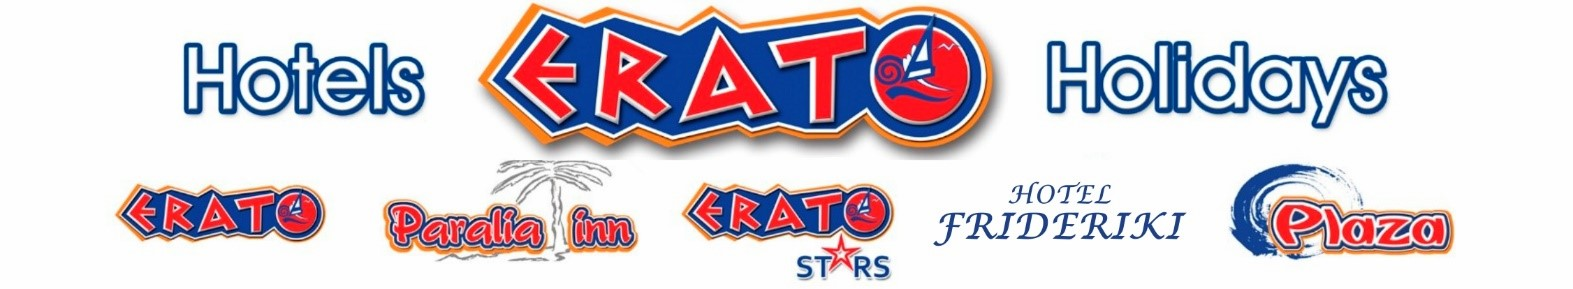 Hotels ERATO Holidays
ERATO
Paralia inn
ERATO
STARS
HOTEL
FRIDERIKI
Plaza